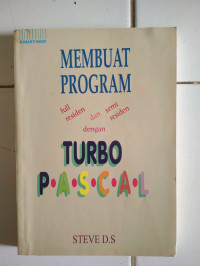 MEMBUAT
PROGRAM
full residen dan semi residen
dengan
TURBO
P•A•S•C•A•L
STEVE D.S